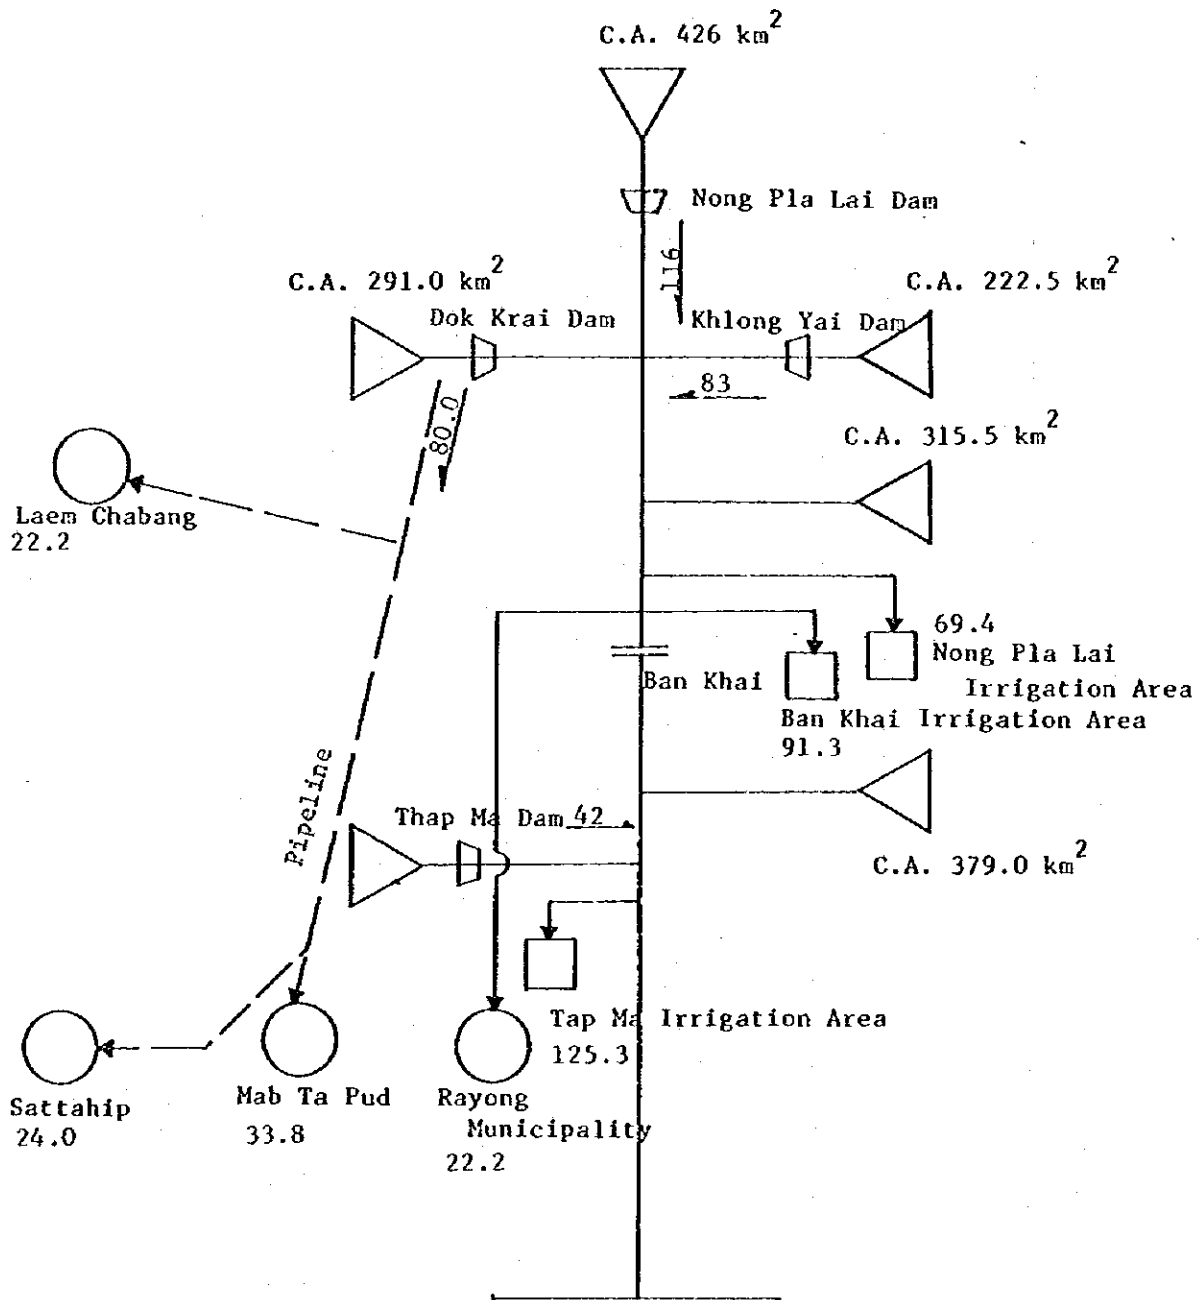 C.A. 426 km2
Nong Pla Lai Dam
116
C.A. 291.0 km2
C.A. 222.5 km2
Dok Krai Dam
Khlong Yai Dam
83
80.0
C.A. 315.5 km2
Laem Chabang
22.2
69.4
Nong Pla Lai
Irrigation Area
Ban Khai
Ban Khai Irrigation Area
91.3
Pipeline
Thap Ma Dam 42
C.A. 379.0 km2
Tap Ma Irrigation Area
125.3
Sattahip
24.0
Mab Ta Pud
33.8
Rayong
Municipality
22.2